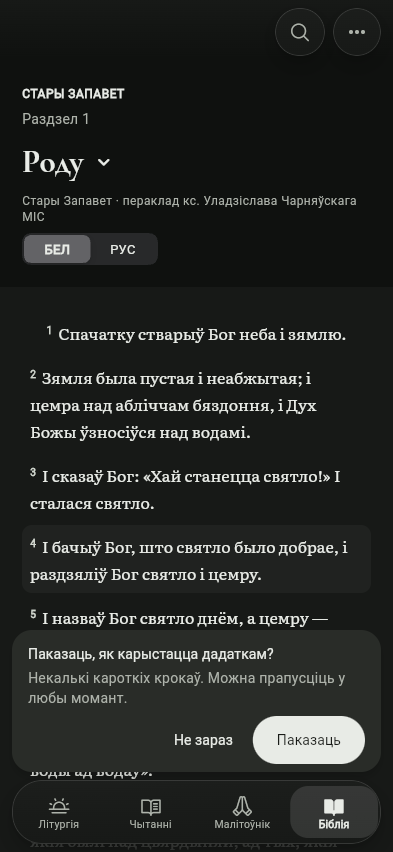 СТАРЫ ЗАПАВЕТ
Раздзел 1
Роду
Стары Запавет · пераклад кс. Уладзіслава Чарняўскага
МІС
БЕЛ РУС
1 Спачатку стварыў Бог неба і зямлю.
2 Зямля была пустая і неабжытая; і
цемра над абліччам бяздоння, і Дух
Божы ўзносіўся над водамі.
3 І сказаў Бог: «Хай станецца святло!» І
сталася святло.
4 І бачыў Бог, што святло было добрае, і
раздзяліў Бог святло і цемру.
5 І назваў Бог святло днём, а цемру —
Паказаць, як карыстацца дадаткам?
Некалькі кароткіх крокаў. Можна прапусціць у
любы момант.
Не зараз Паказаць
воды ад водаў».
Літургія Чытанні Малітоўнік Біблія